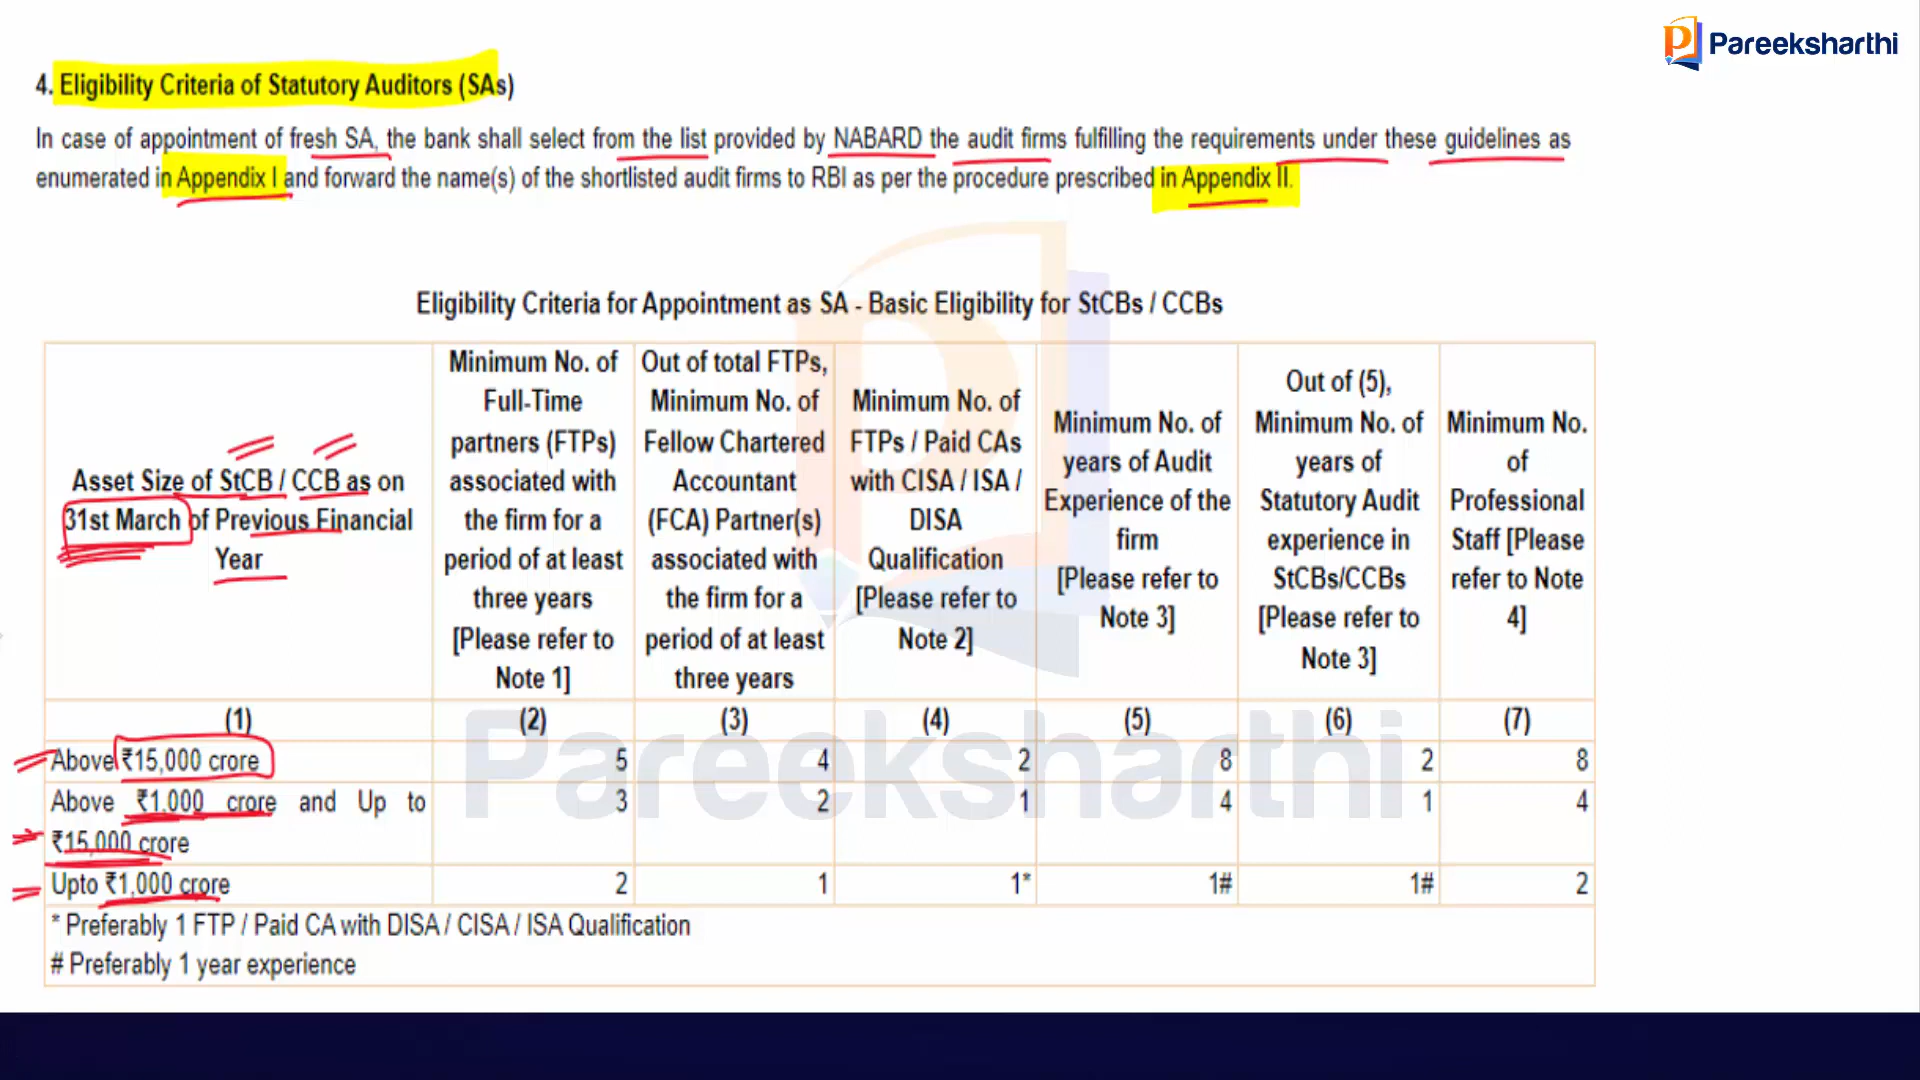 Pareeksharthi
4. Eligibility Criteria of Statutory Auditors (SAs)
In case of appointment of fresh SA, the bank shall select from the list provided by NABARD the audit firms fulfilling the requirements under these guidelines as
enumerated in Appendix I and forward the name(s) of the shortlisted audit firms to RBI as per the procedure prescribed in Appendix II.
Eligibility Criteria for Appointment as SA - Basic Eligibility for StCBs / CCBs
Asset Size of StCB / CCB as on
31st March of Previous Financial
Year
Minimum No. of
Full-Time
partners (FTPs)
associated with
the firm for a
period of at least
three years
[Please refer to
Note 1]
Out of total FTPs,
Minimum No. of
Fellow Chartered
Accountant
(FCA) Partner(s)
associated with
the firm for a
period of at least
three years
Minimum No. of
FTPs / Paid CAs
with CISA / ISA /
DISA
Qualification
[Please refer to
Note 2]
Minimum No. of
years of Audit
Experience of the
firm
[Please refer to
Note 3]
Out of (5),
Minimum No. of
years of
Statutory Audit
experience in
StCBs/CCBs
[Please refer to
Note 3]
Minimum No.
of
Professional
Staff [Please
refer to Note
4]
(1) (2) (3) (4) (5) (6) (7)
Above ₹15,000 crore 5 4 2 8 2 8
Above ₹1,000 crore and Up to 3 2 1 4 1 4
₹15,000 crore
Upto ₹1,000 crore 2 1 1* 1# 1# 2
* Preferably 1 FTP / Paid CA with DISA / CISA / ISA Qualification
# Preferably 1 year experience
Pareeksharthi